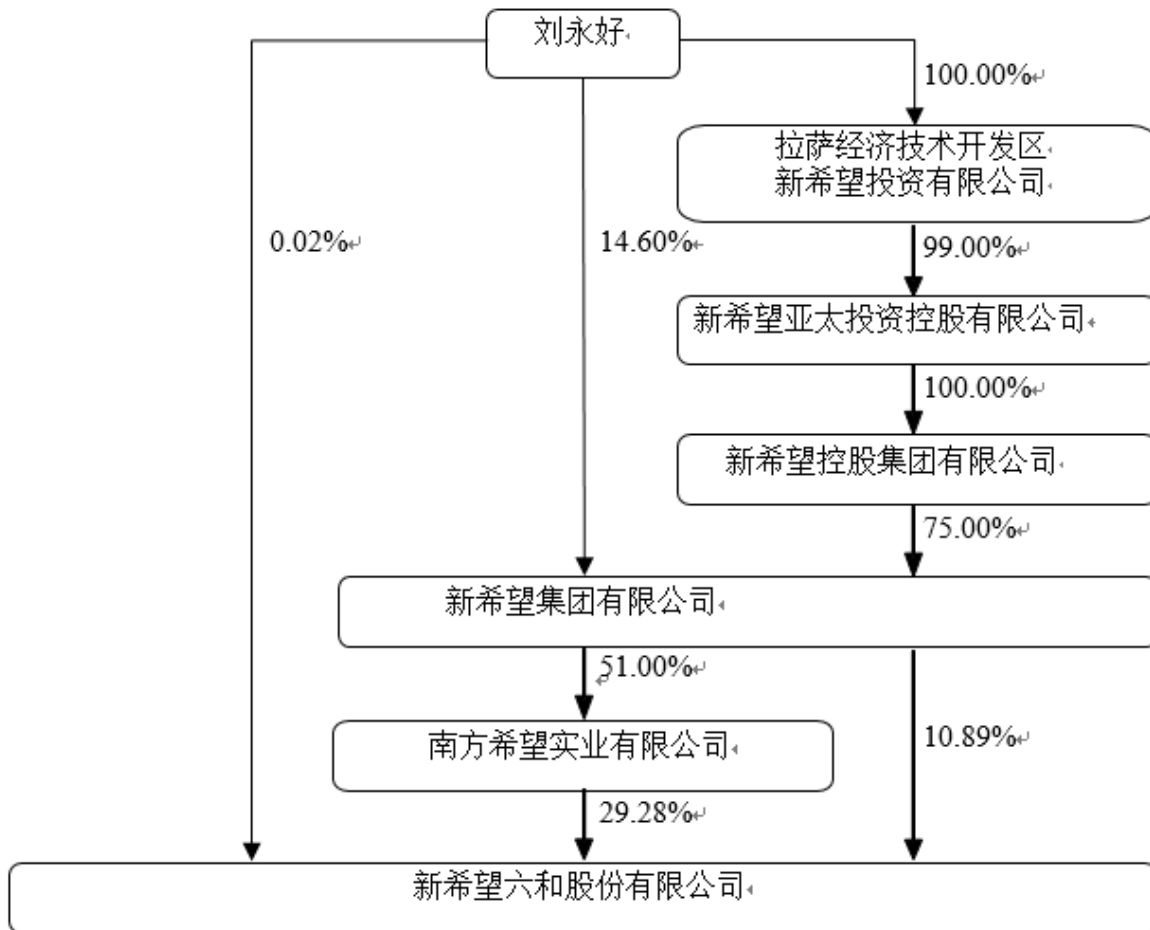 刘永好
100.00%
拉萨经济技术开发区
新希望投资有限公司
0.02%
14.60%
99.00%
新希望亚太投资控股有限公司
100.00%
新希望控股集团有限公司
75.00%
新希望集团有限公司
51.00%
南方希望实业有限公司
10.89%
29.28%
新希望六和股份有限公司